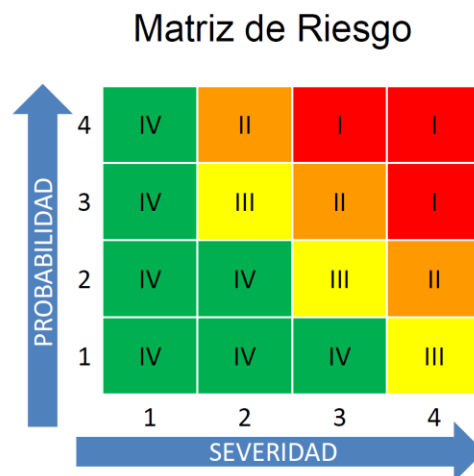 Matriz de Riesgo
PROBABILIDAD
4 IV II I I
3 IV III II I
2 IV IV III II
1 IV IV IV III
1 2 3 4
SEVERIDAD